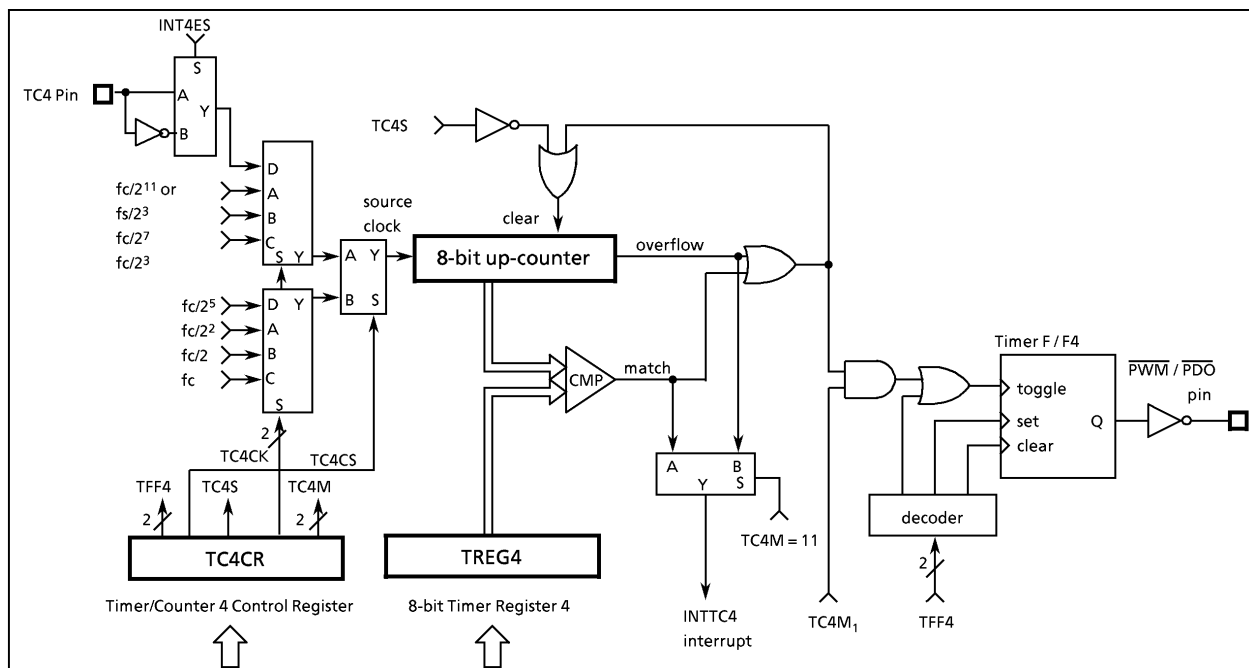 INT4ES
S
TC4 Pin
A
Y
B
TC4S
D
fc/2¹¹ or
A
fs/2³
B
fc/2⁷
C
fc/2³
S Y
source
clock
clear
A Y
B S
8-bit up-counter
overflow
fc/2⁵
D Y
fc/2²
A
fc/2
B
fc
C
S
CMP
match
Timer F / F4
toggle
set
clear
Q
PWM / PDO
pin
2
TC4CK
TC4CS
A B
Y S
TFF4
TC4S
TC4M
2
2
TC4M = 11
decoder
TC4CR
TREG4
2
Timer/Counter 4 Control Register
8-bit Timer Register 4
INTTC4
interrupt
TC4M₁
TFF4